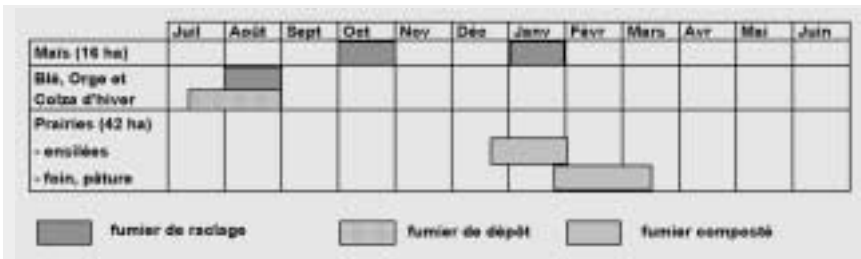 Juil Août Sept Oct Nov Déc Janv Févr Mars Avr Mai Juin
Maïs (16 ha)
Blé, Orge et
Colza d'hiver
Prairies (42 ha)
- ensilées
- foin, pâture
fumier de raclage fumier de dépôt fumier composté